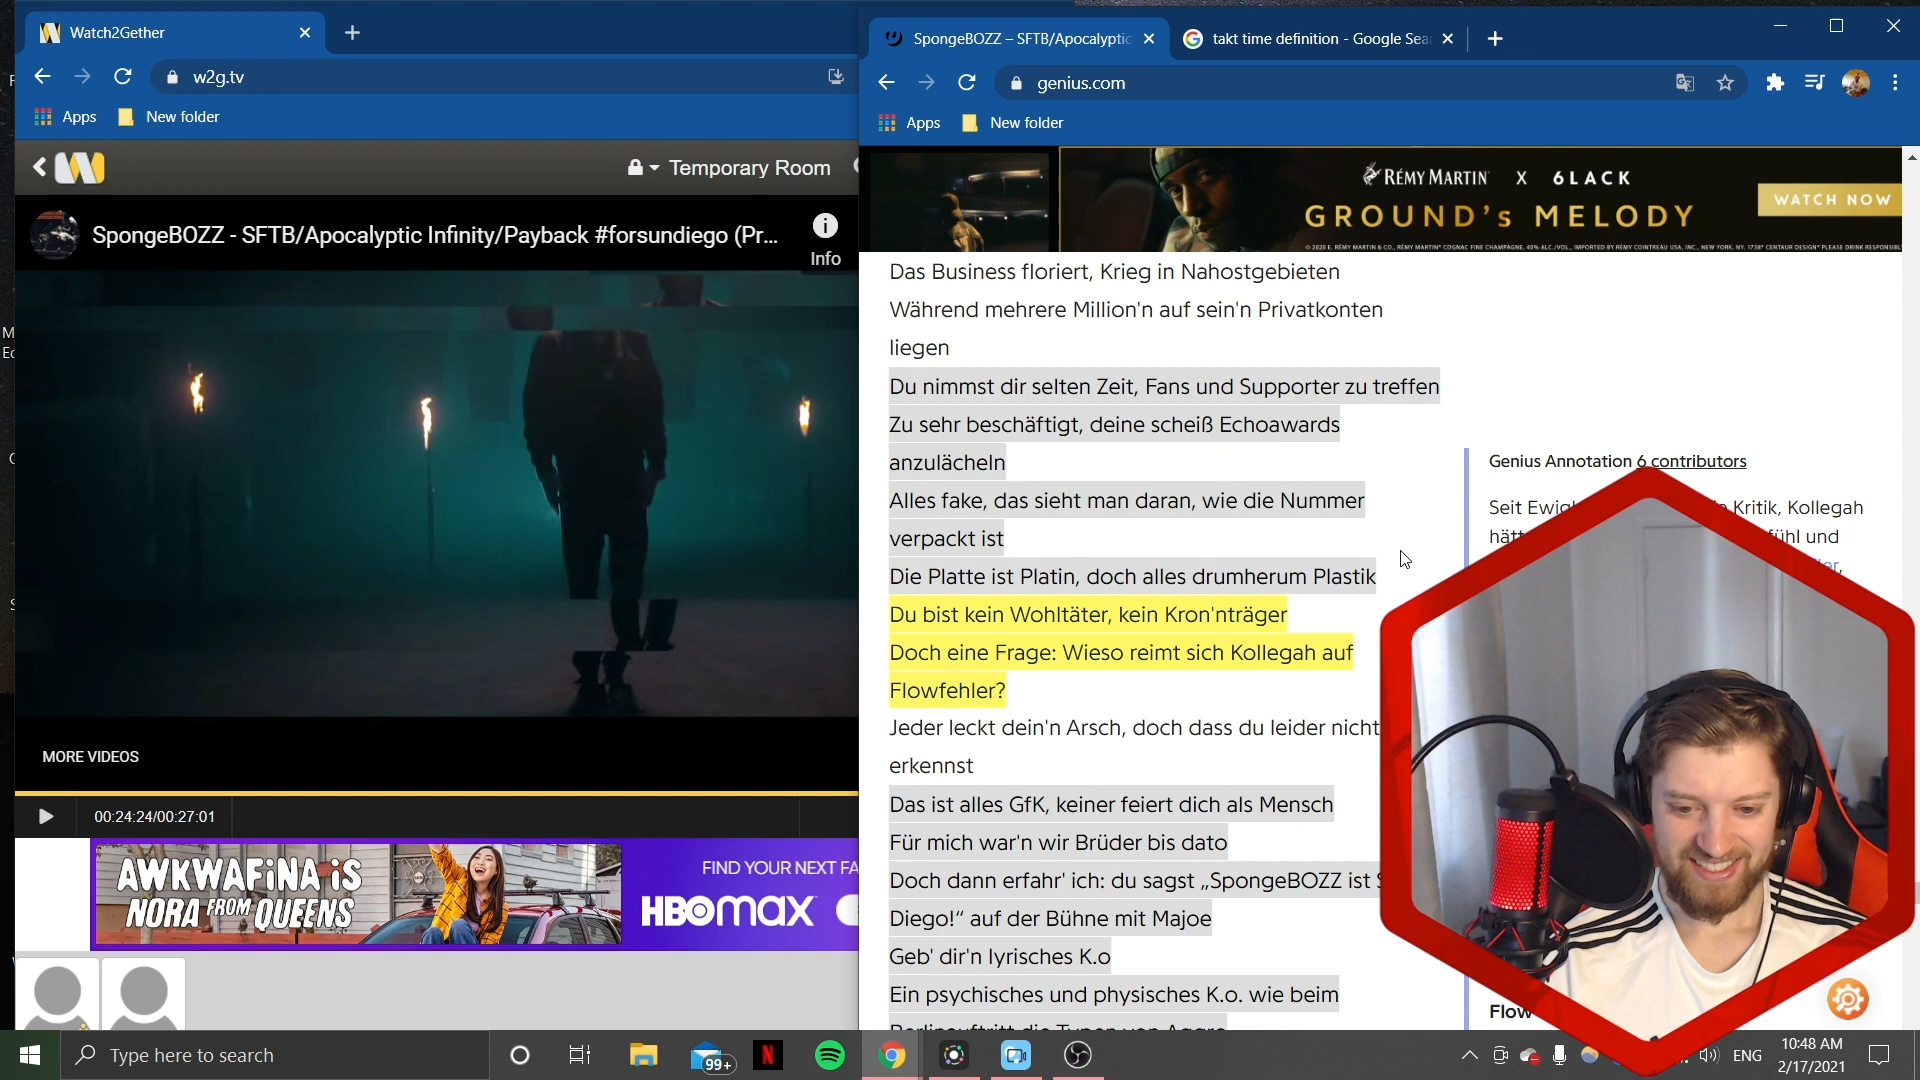 Watch2Gether
w2g.tv
Apps
New folder
Temporary Room
SpongeBOZZ - SFTB/Apocalyptic Infinity/Payback #forsundiego (Pr...
Info
MORE VIDEOS
00:24:24/00:27:01
AWKWAFINA IS
NORA FROM QUEENS
FIND YOUR NEXT FA
HBOMAX
SpongeBOZZ – SFTB/Apocalyptic
takt time definition - Google Sea
genius.com
Apps
New folder
RÉMY MARTIN X 6LACK
GROUND's MELODY
WATCH NOW
Das Business floriert, Krieg in Nahostgebieten
Während mehrere Million'n auf sein'n Privatkonten
liegen
Du nimmst dir selten Zeit, Fans und Supporter zu treffen
Zu sehr beschäftigt, deine scheiß Echoawards
anzulächeln
Alles fake, das sieht man daran, wie die Nummer
verpackt ist
Die Platte ist Platin, doch alles drumherum Plastik
Du bist kein Wohltäter, kein Kron'nträger
Doch eine Frage: Wieso reimt sich Kollegah auf
Flowfehler?
Jeder leckt dein'n Arsch, doch dass du leider nicht
erkennst
Das ist alles GfK, keiner feiert dich als Mensch
Für mich war'n wir Brüder bis dato
Doch dann erfahr' ich: du sagst „SpongeBOZZ ist
Diego!“ auf der Bühne mit Majoe
Geb' dir'n lyrisches K.o
Ein psychisches und physisches K.o. wie beim
Genius Annotation 6 contributors
Seit Kritik, Kollegah
und
Flow
Type here to search
99+
ENG
10:48 AM
2/17/2021